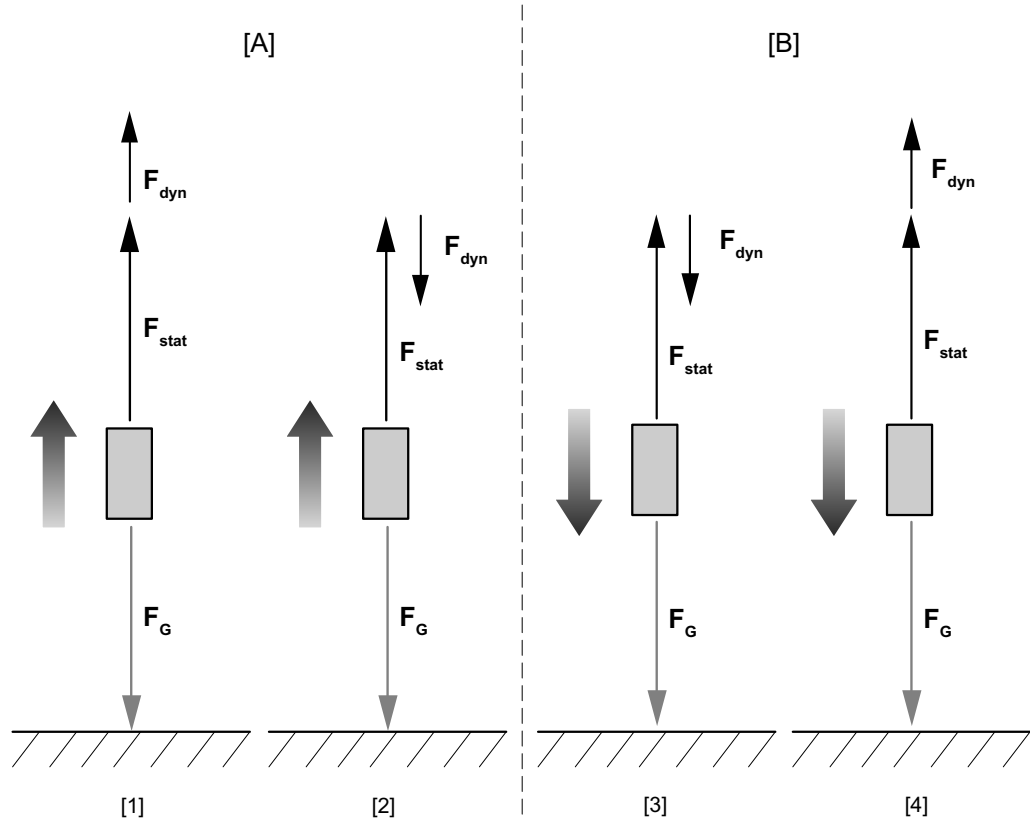 [A]
[B]
F_dyn
F_stat
F_G
[1]
F_dyn
F_stat
F_G
[2]
F_dyn
F_stat
F_G
[3]
F_dyn
F_stat
F_G
[4]